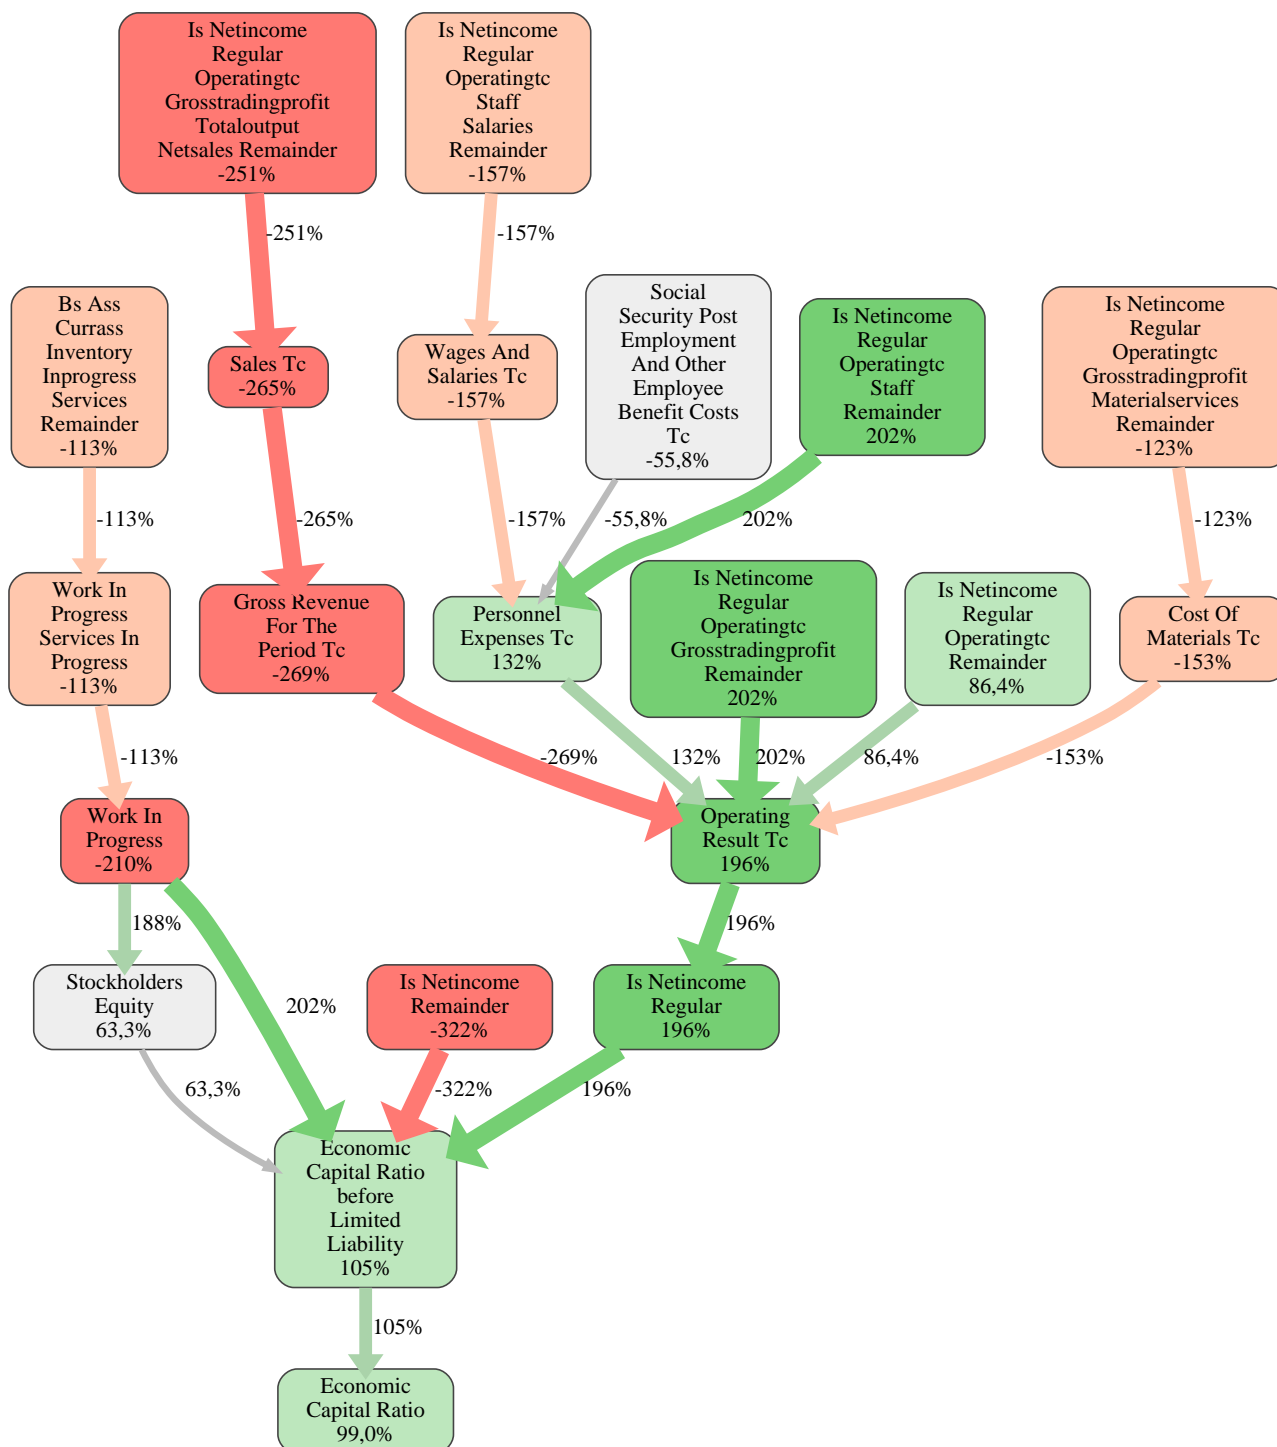 Is Netincome
Regular
Operatingtc
Grosstradingprofit
Totaloutput
Netsales Remainder
-251%
Is Netincome
Regular
Operatingtc
Staff
Salaries
Remainder
-157%
-251%
-157%
Bs Ass
Currass
Inventory
Inprogress
Services
Remainder
-113%
Sales Tc
-265%
Wages And
Salaries Tc
-157%
Social
Security Post
Employment
And Other
Employee
Benefit Costs
Tc
-55,8%
Is Netincome
Regular
Operatingtc
Staff
Remainder
202%
Is Netincome
Regular
Operatingtc
Grosstradingprofit
Materialservices
Remainder
-123%
-113%
-265%
-157%
-55,8%
202%
-123%
Work In
Progress
Services In
Progress
-113%
Gross Revenue
For The
Period Tc
-269%
Personnel
Expenses Tc
132%
Is Netincome
Regular
Operatingtc
Grosstradingprofit
Remainder
202%
Is Netincome
Regular
Operatingtc
Remainder
86,4%
Cost Of
Materials Tc
-153%
-113%
-269%
132%
202%
86,4%
-153%
Work In
Progress
-210%
Operating
Result Tc
196%
188%
202%
196%
Stockholders
Equity
63,3%
Is Netincome
Remainder
-322%
Is Netincome
Regular
196%
63,3%
-322%
196%
Economic
Capital Ratio
before
Limited
Liability
105%
105%
Economic
Capital Ratio
99,0%